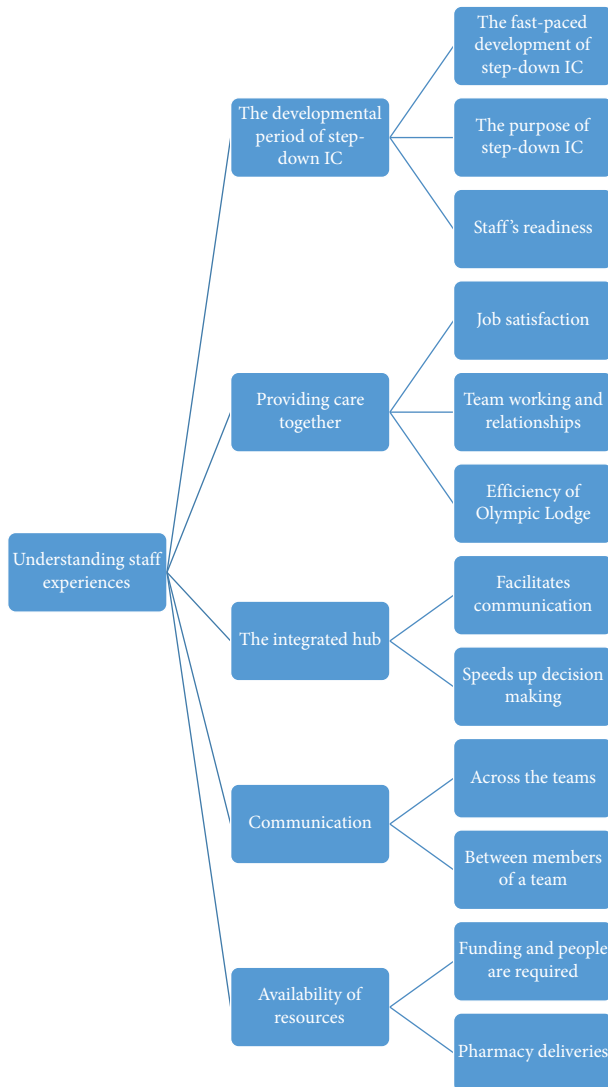 The fast-paced
development of
step-down IC
The developmental
period of step-
down IC
The purpose of
step-down IC
Staff’s readiness
Job satisfaction
Providing care
together
Team working and
relationships
Efficiency of
Olympic Lodge
Understanding staff
experiences
Facilitates
communication
The integrated hub
Speeds up decision
making
Across the teams
Communication
Between members
of a team
Funding and people
are required
Availability of
resources
Pharmacy deliveries